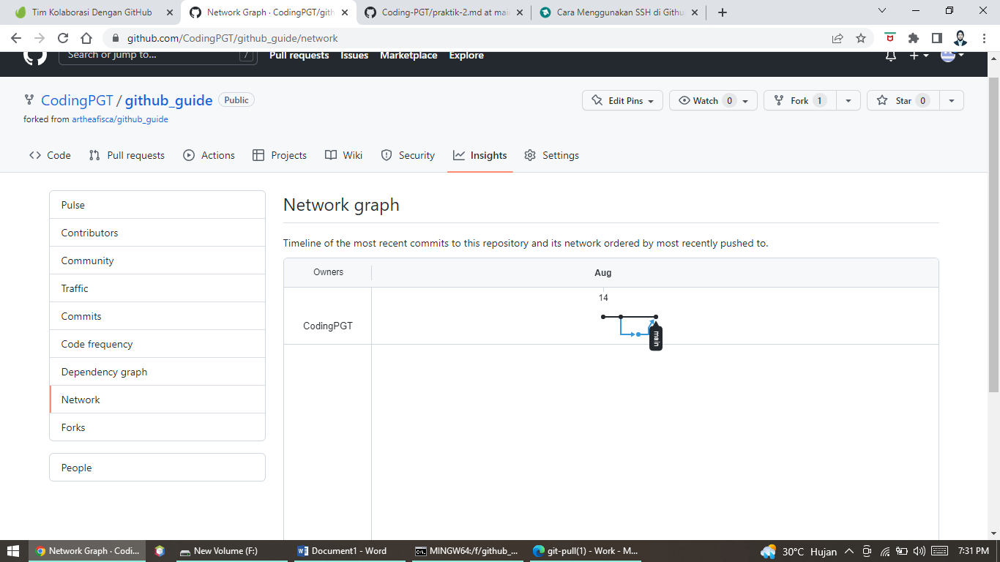 Tim Kolaborasi Dengan GitHub
Network Graph · CodingPGT/gith
Coding-PGT/praktik-2.md at mai
Cara Menggunakan SSH di Githu
github.com/CodingPGT/github_guide/network
Search or jump to...
/
Pull requests Issues Marketplace Explore
CodingPGT / github_guide Public
Edit Pins Watch 0 Fork 1 Star 0
forked from artheafisca/github_guide
Code Pull requests Actions Projects Wiki Security Insights Settings
Pulse
Contributors
Community
Traffic
Commits
Code frequency
Dependency graph
Network
Forks
People
Network graph
Timeline of the most recent commits to this repository and its network ordered by most recently pushed to.
Owners Aug
14
CodingPGT
main
Network Graph · Codi...
New Volume (F:)
Document1 - Word
MINGW64:/f/github_...
git-pull(1) - Work - M...
30°C Hujan
7:31 PM